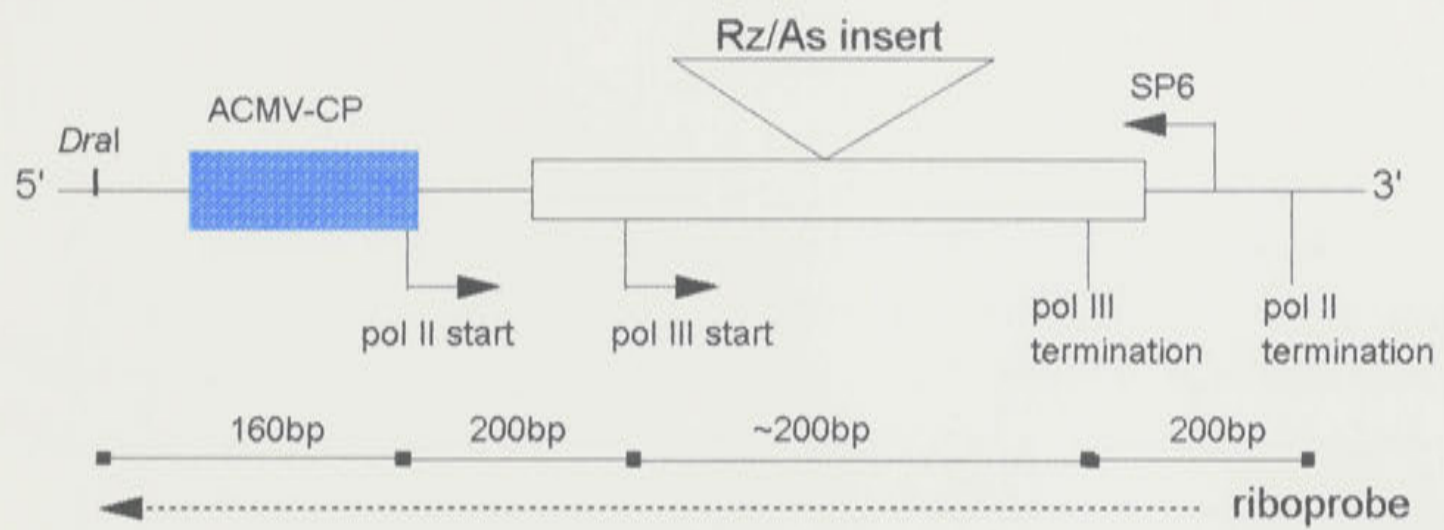 Rz/As insert
SP6
ACMV-CP
DraI
5'
3'
pol II start
pol III start
pol III
termination
pol II
termination
160bp
200bp
~200bp
200bp
riboprobe